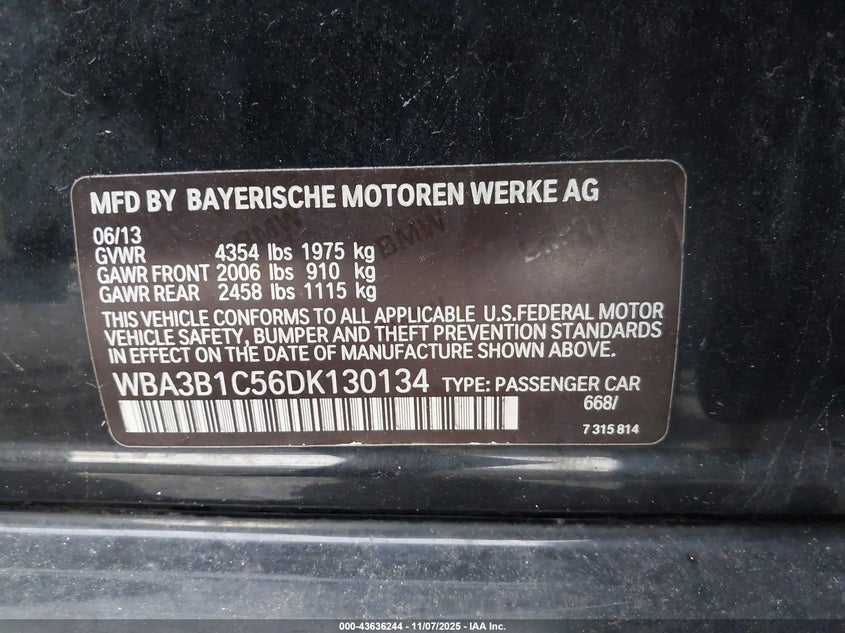 MFD BY BAYERISCHE MOTOREN WERKE AG
06/13
GVWR 4354 lbs 1975 kg
GAWR FRONT 2006 lbs 910 kg
GAWR REAR 2458 lbs 1115 kg
THIS VEHICLE CONFORMS TO ALL APPLICABLE U.S.FEDERAL MOTOR
VEHICLE SAFETY, BUMPER AND THEFT PREVENTION STANDARDS
IN EFFECT ON THE DATE OF MANUFACTURE SHOWN ABOVE.
WBA3B1C56DK130134 TYPE: PASSENGER CAR
668/
7 315 814
BMW
BMW
000-43636244 - 11/07/2025 - IAA Inc.